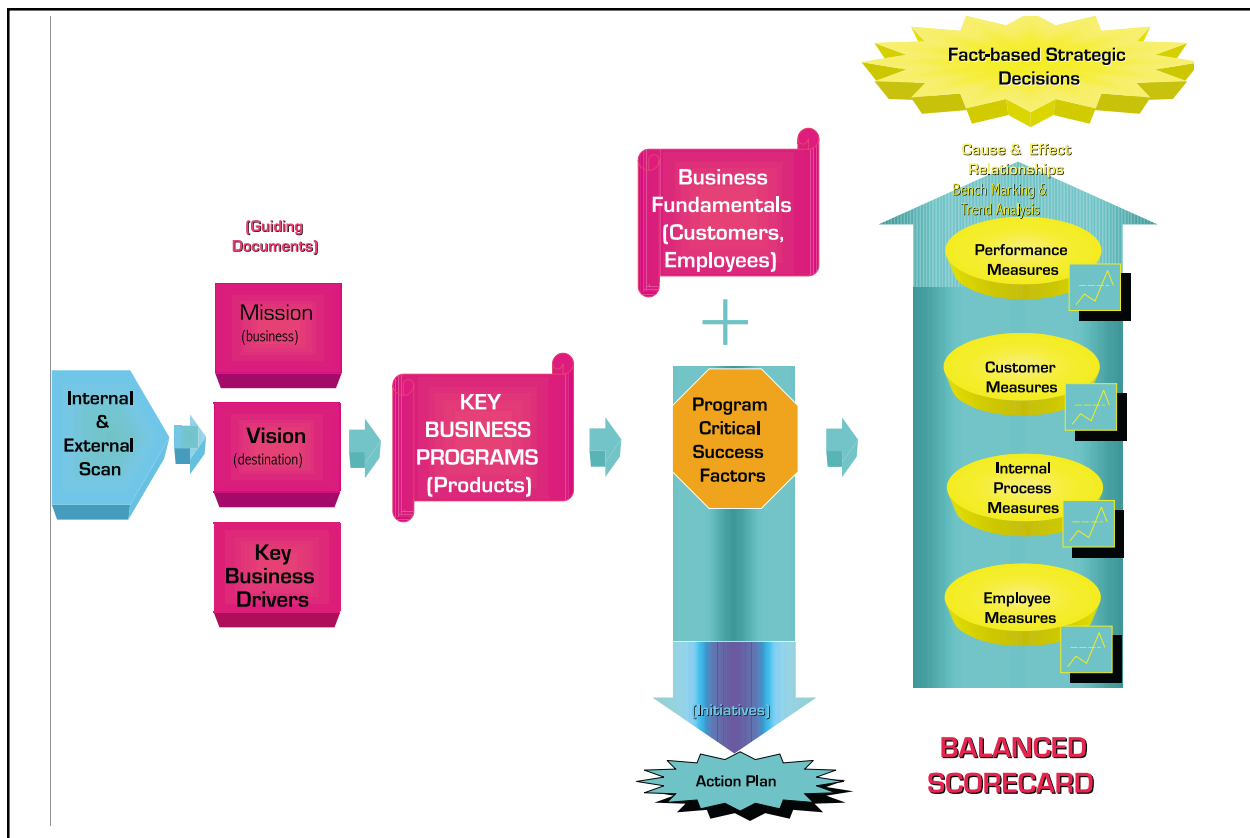 Internal
&
External
Scan
(Guiding
Documents)
Mission
(business)
Vision
(destination)
Key
Business
Drivers
KEY
BUSINESS
PROGRAMS
(Products)
Business
Fundamentals
(Customers,
Employees)
Program
Critical
Success
Factors
(Initiatives)
Action Plan
Fact-based Strategic
Decisions
Cause & Effect
Relationships
Bench Marking &
Trend Analysis
Performance
Measures
Customer
Measures
Internal
Process
Measures
Employee
Measures
BALANCED
SCORECARD